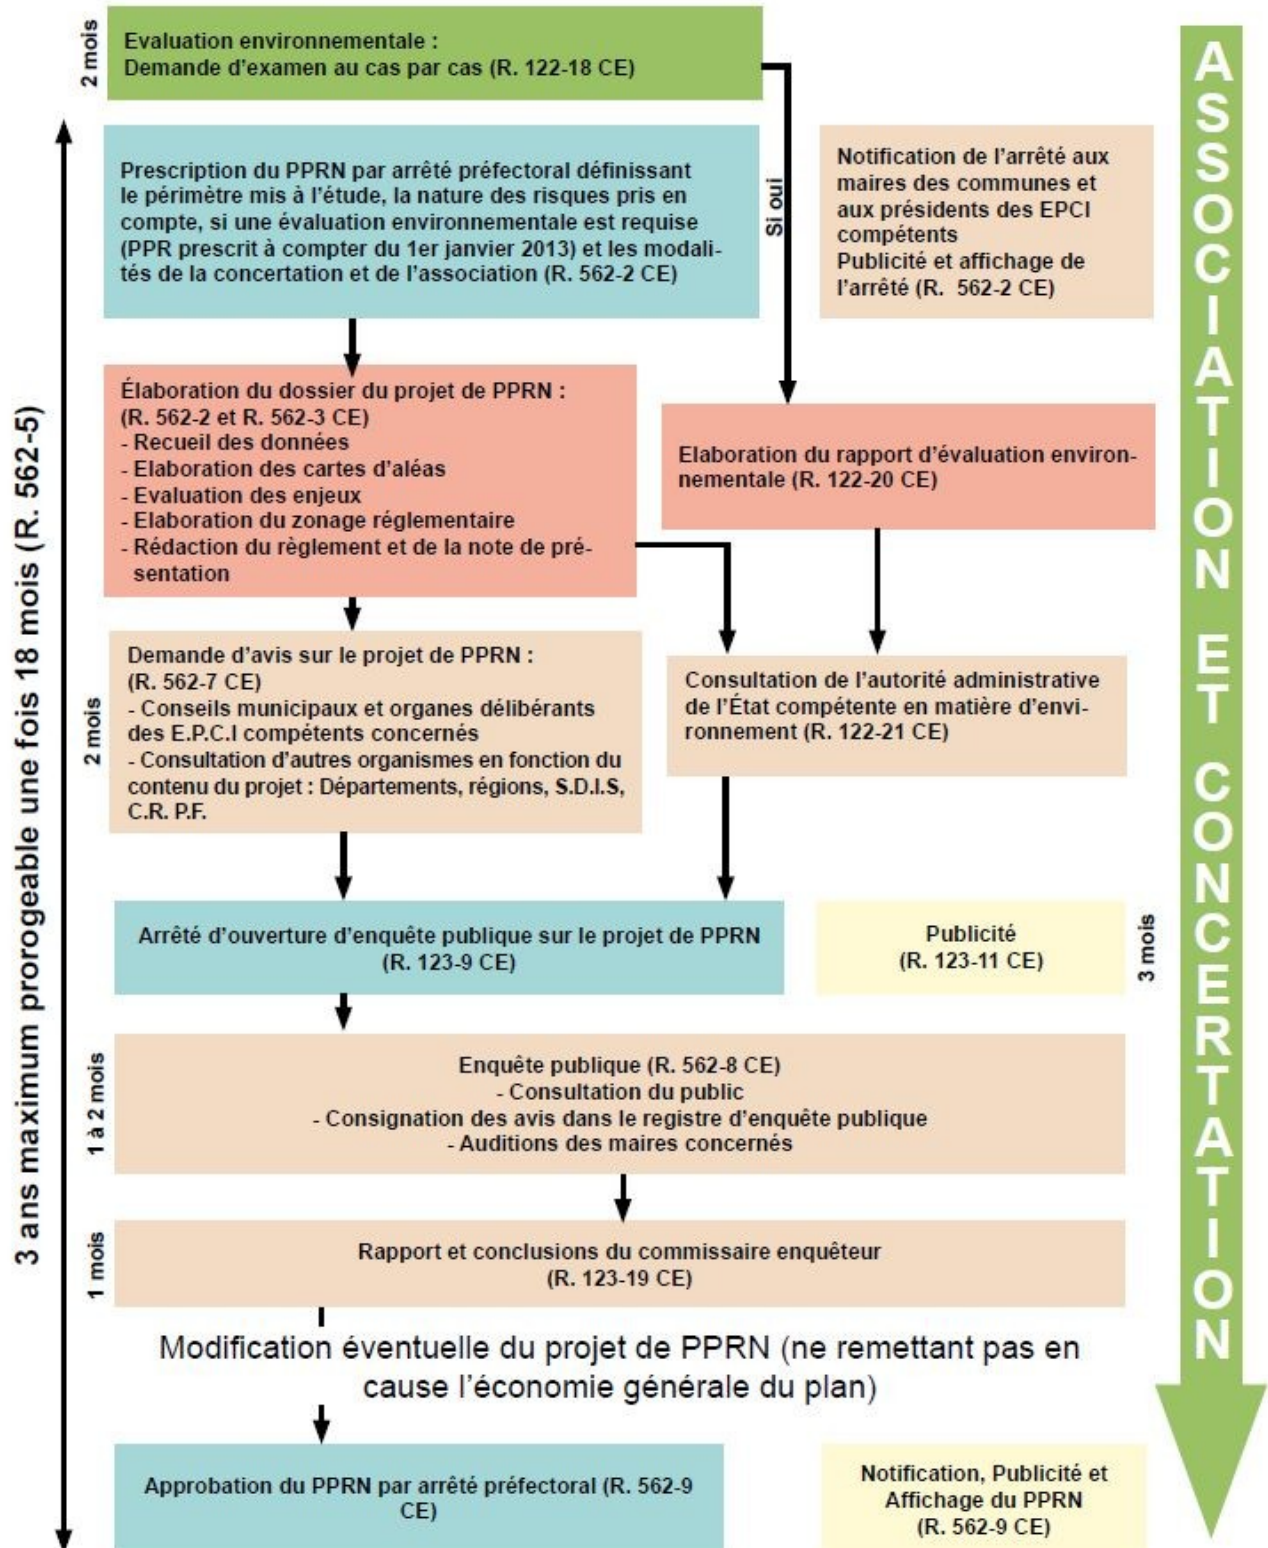 2 mois
Evaluation environnementale :
Demande d'examen au cas par cas (R. 122-18 CE)
Prescription du PPRN par arrêté préfectoral définissant
le périmètre mis à l'étude, la nature des risques pris en
compte, si une évaluation environnementale est requise
(PPR prescrit à compter du 1er janvier 2013) et les modali-
tés de la concertation et de l'association (R. 562-2 CE)
Si oui
Notification de l'arrêté aux
maires des communes et
aux présidents des EPCI
compétents
Publicité et affichage de
l'arrêté (R.  562-2 CE)
Élaboration du dossier du projet de PPRN :
(R. 562-2 et R. 562-3 CE)
- Recueil des données
- Elaboration des cartes d'aléas
- Evaluation des enjeux
- Elaboration du zonage réglementaire
- Rédaction du règlement et de la note de pré-
sentation
Elaboration du rapport d'évaluation environ-
nementale (R. 122-20 CE)
2 mois
Demande d'avis sur le projet de PPRN :
(R. 562-7 CE)
- Conseils municipaux et organes délibérants
des E.P.C.I compétents concernés
- Consultation d'autres organismes en fonction du
contenu du projet : Départements, régions, S.D.I.S,
C.R. P.F.
Consultation de l'autorité administrative
de l'État compétente en matière d'envi-
ronnement (R. 122-21 CE)
Arrêté d'ouverture d'enquête publique sur le projet de PPRN
(R. 123-9 CE)
Publicité
(R. 123-11 CE)
3 mois
1 à 2 mois
Enquête publique (R. 562-8 CE)
- Consultation du public
- Consignation des avis dans le registre d'enquête publique
- Auditions des maires concernés
1 mois
Rapport et conclusions du commissaire enquêteur
(R. 123-19 CE)
Modification éventuelle du projet de PPRN (ne remettant pas en
cause l'économie générale du plan)
Approbation du PPRN par arrêté préfectoral (R. 562-9
CE)
Notification, Publicité et
Affichage du PPRN
(R. 562-9 CE)
3 ans maximum prorogeable une fois 18 mois (R. 562-5)
ASSOCIATION ET CONCERTATION